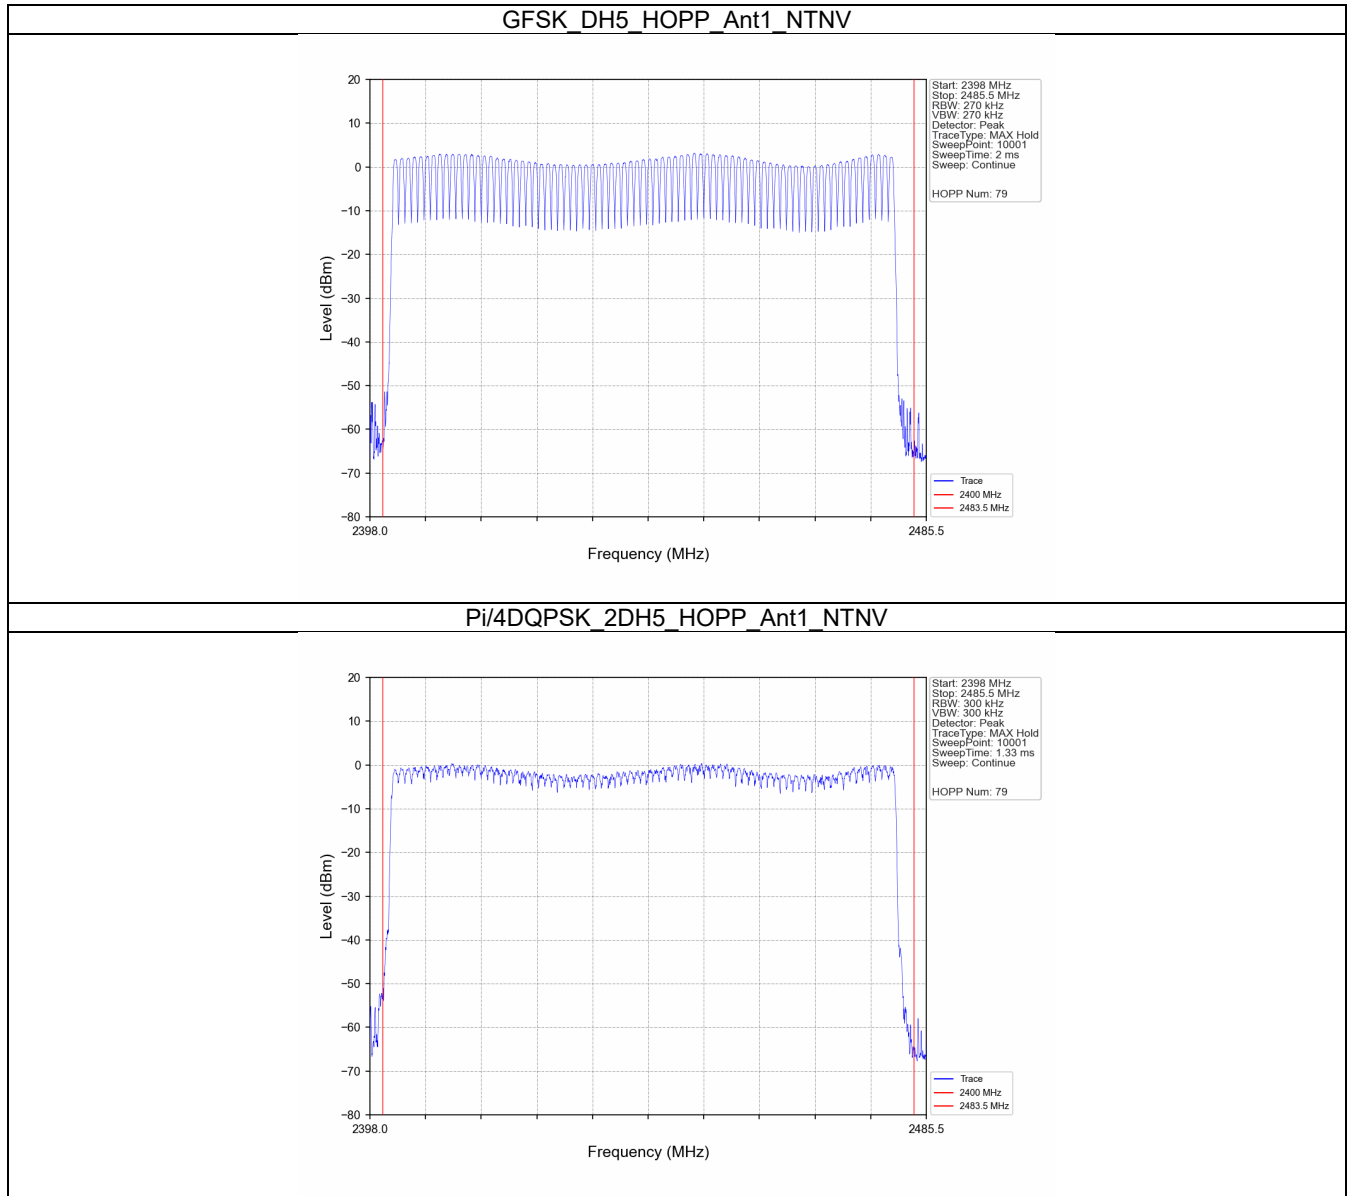 GFSK_DH5_HOPP_Ant1_NTNV
20
10
0
−10
−20
−30
−40
−50
−60
−70
−80
Level (dBm)
2398.0
2485.5
Frequency (MHz)
Start: 2398 MHz
Stop: 2485.5 MHz
RBW: 270 kHz
VBW: 270 kHz
Detector: Peak
TraceType: MAX Hold
SweepPoint: 10001
SweepTime: 2 ms
Sweep: Continue
HOPP Num: 79
Trace
2400 MHz
2483.5 MHz
Pi/4DQPSK_2DH5_HOPP_Ant1_NTNV
20
10
0
−10
−20
−30
−40
−50
−60
−70
−80
Level (dBm)
2398.0
2485.5
Frequency (MHz)
Start: 2398 MHz
Stop: 2485.5 MHz
RBW: 300 kHz
VBW: 300 kHz
Detector: Peak
TraceType: MAX Hold
SweepPoint: 10001
SweepTime: 1.33 ms
Sweep: Continue
HOPP Num: 79
Trace
2400 MHz
2483.5 MHz